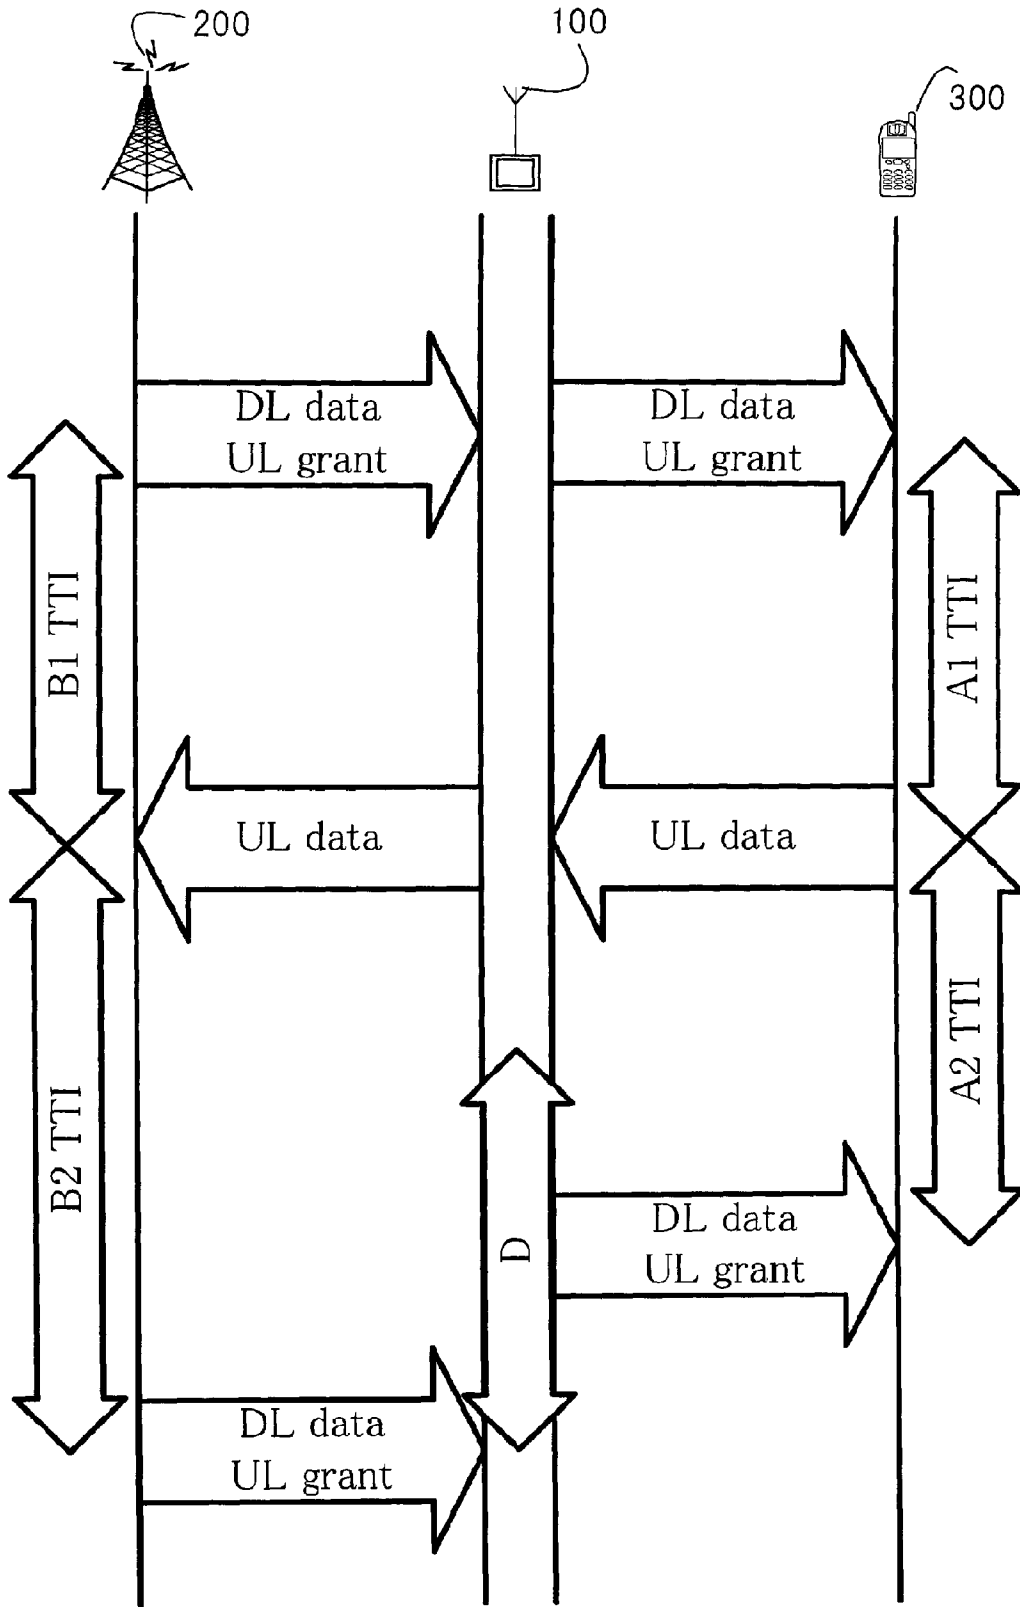 200
100
300
DL data
UL grant
DL data
UL grant
B1 TTI
A1 TTI
UL data
UL data
B2 TTI
A2 TTI
D
DL data
UL grant
DL data
UL grant